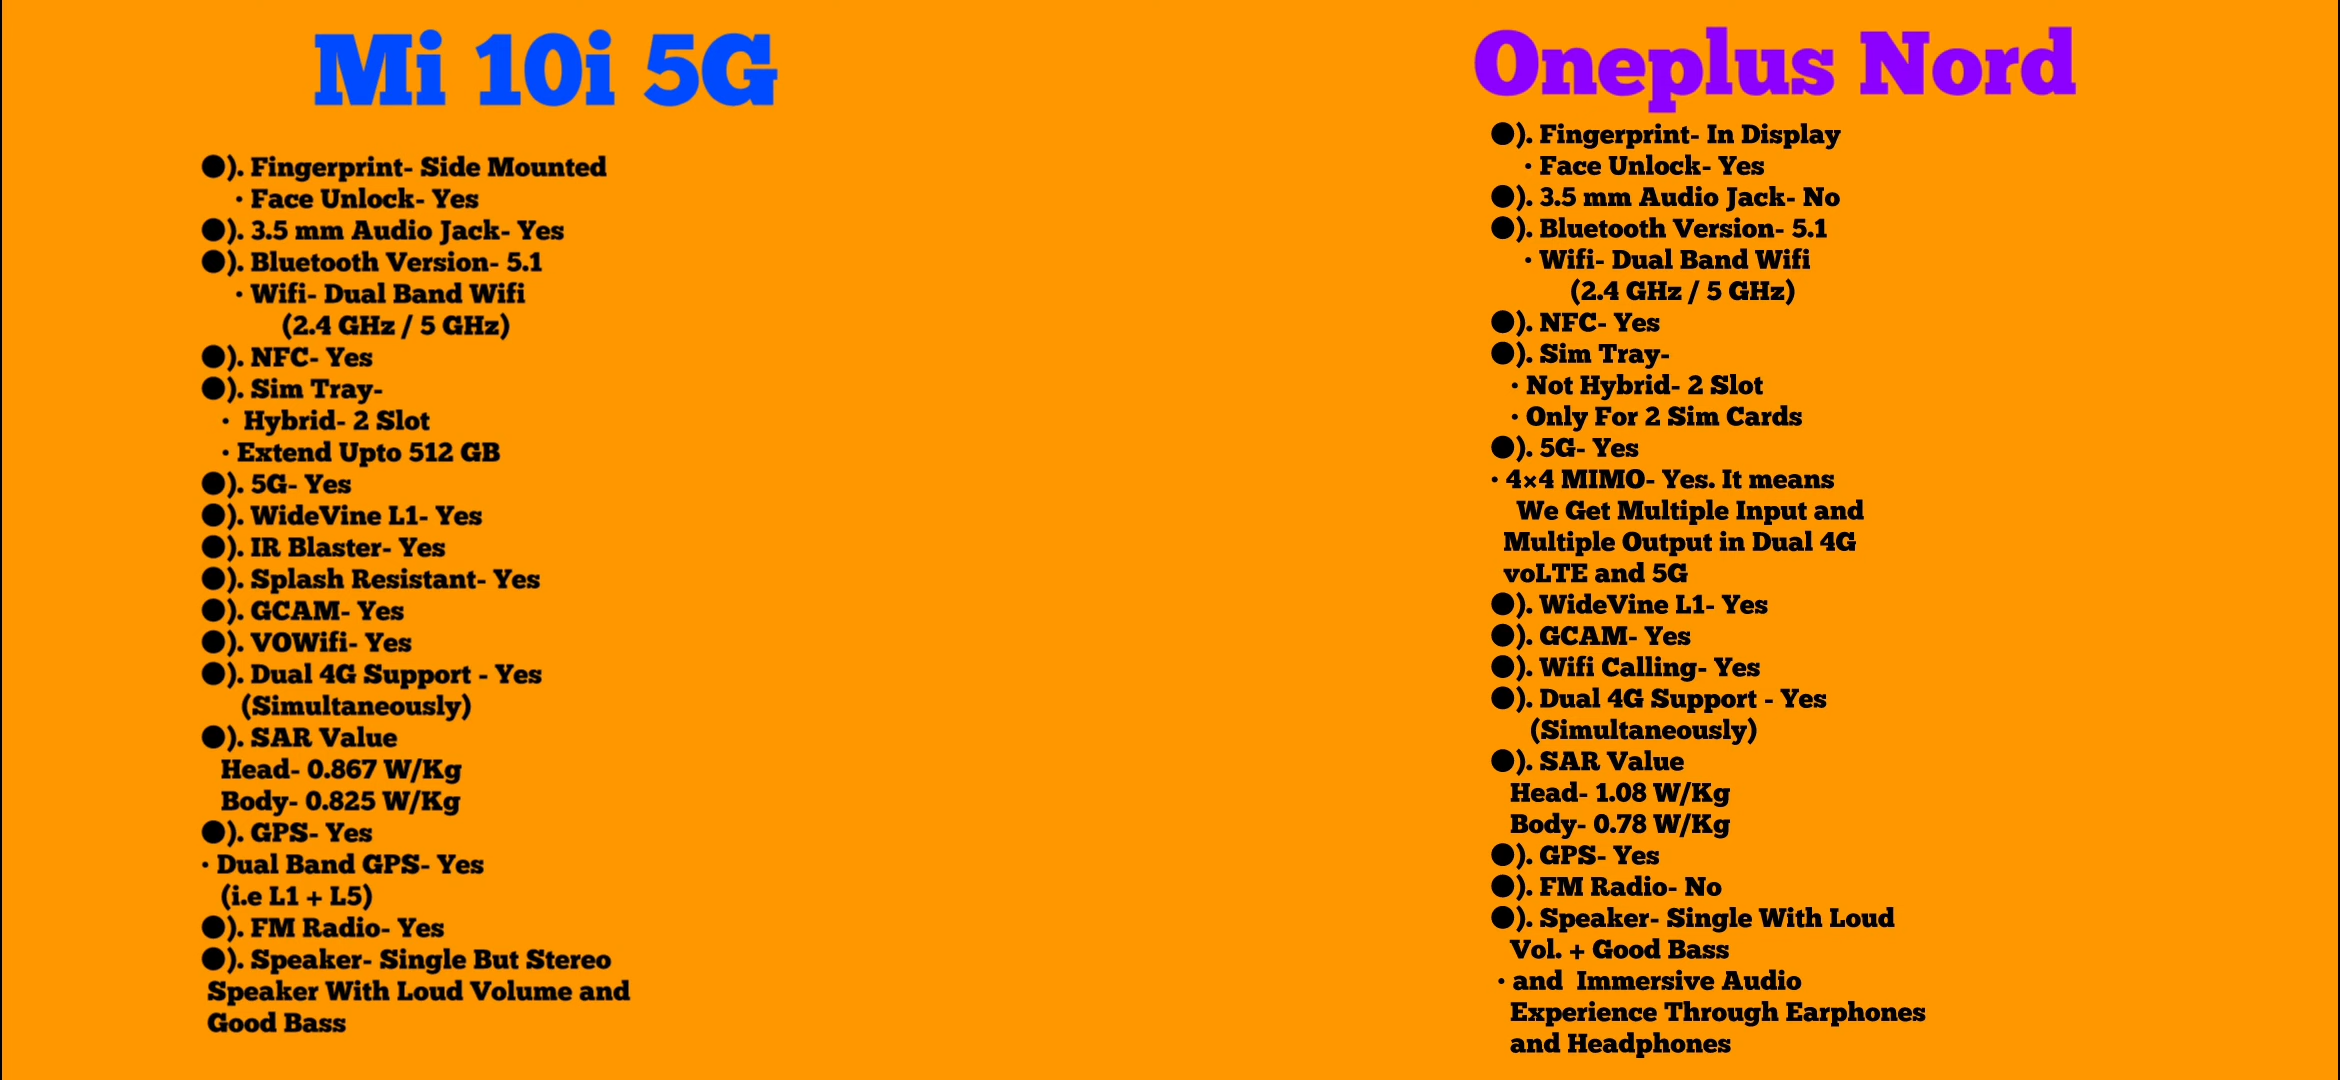 Mi 10i 5G
●). Fingerprint- Side Mounted
· Face Unlock- Yes
●). 3.5 mm Audio Jack- Yes
●). Bluetooth Version- 5.1
· Wifi- Dual Band Wifi
(2.4 GHz / 5 GHz)
●). NFC- Yes
●). Sim Tray-
· Hybrid- 2 Slot
· Extend Upto 512 GB
●). 5G- Yes
●). WideVine L1- Yes
●). IR Blaster- Yes
●). Splash Resistant- Yes
●). GCAM- Yes
●). VOWifi- Yes
●). Dual 4G Support - Yes
(Simultaneously)
●). SAR Value
Head- 0.867 W/Kg
Body- 0.825 W/Kg
●). GPS- Yes
· Dual Band GPS- Yes
(i.e L1 + L5)
●). FM Radio- Yes
●). Speaker- Single But Stereo
Speaker With Loud Volume and
Good Bass
Oneplus Nord
●). Fingerprint- In Display
· Face Unlock- Yes
●). 3.5 mm Audio Jack- No
●). Bluetooth Version- 5.1
· Wifi- Dual Band Wifi
(2.4 GHz / 5 GHz)
●). NFC- Yes
●). Sim Tray-
· Not Hybrid- 2 Slot
· Only For 2 Sim Cards
●). 5G- Yes
· 4×4 MIMO- Yes. It means
We Get Multiple Input and
Multiple Output in Dual 4G
voLTE and 5G
●). WideVine L1- Yes
●). GCAM- Yes
●). Wifi Calling- Yes
●). Dual 4G Support - Yes
(Simultaneously)
●). SAR Value
Head- 1.08 W/Kg
Body- 0.78 W/Kg
●). GPS- Yes
●). FM Radio- No
●). Speaker- Single With Loud
Vol. + Good Bass
· and Immersive Audio
Experience Through Earphones
and Headphones